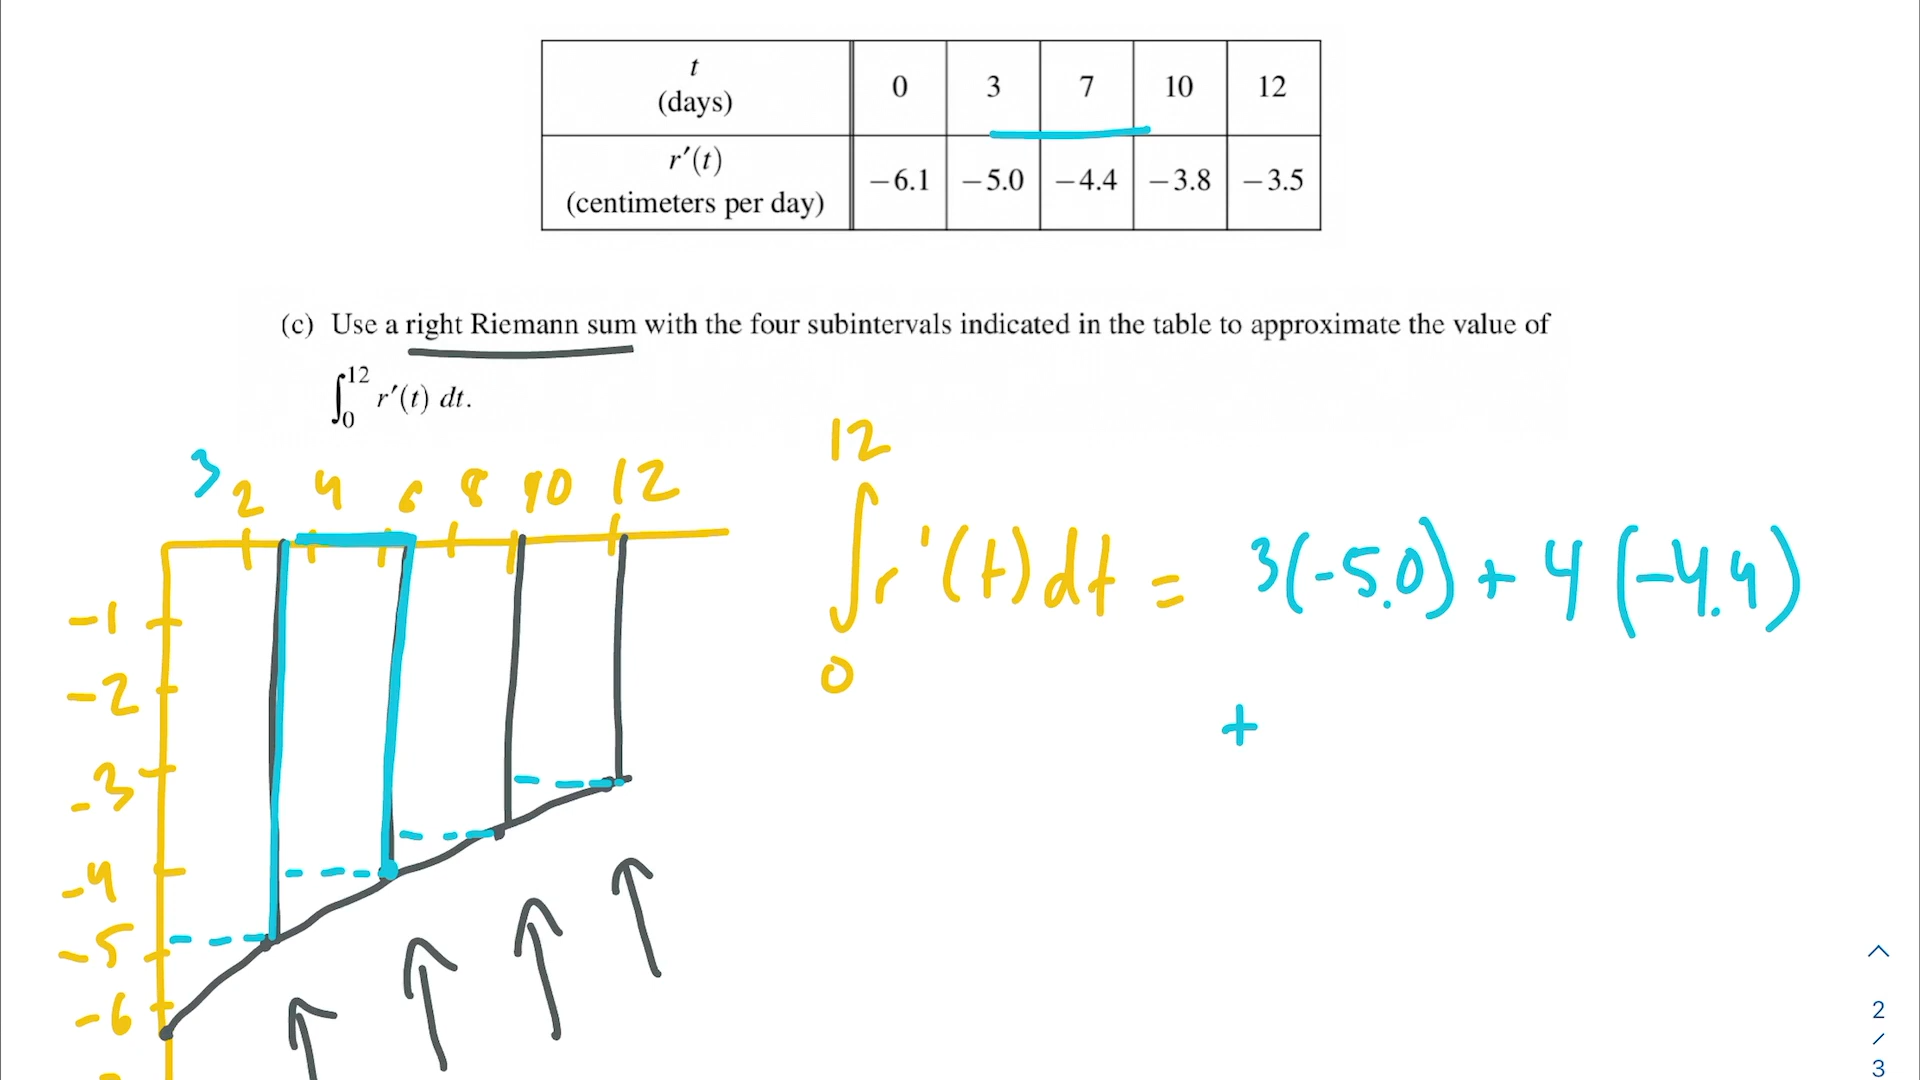 t
(days)
0 3 7 10 12
r′(t)
(centimeters per day)
−6.1 −5.0 −4.4 −3.8 −3.5
(c) Use a right Riemann sum with the four subintervals indicated in the table to approximate the value of
∫₀¹² r′(t) dt.
3 2 4 6 8 10 12
-1
-2
-3
-4
-5
-6
12
∫ r'(t)dt = 3(-5.0) + 4(-4.4)
0
+
2
/
3